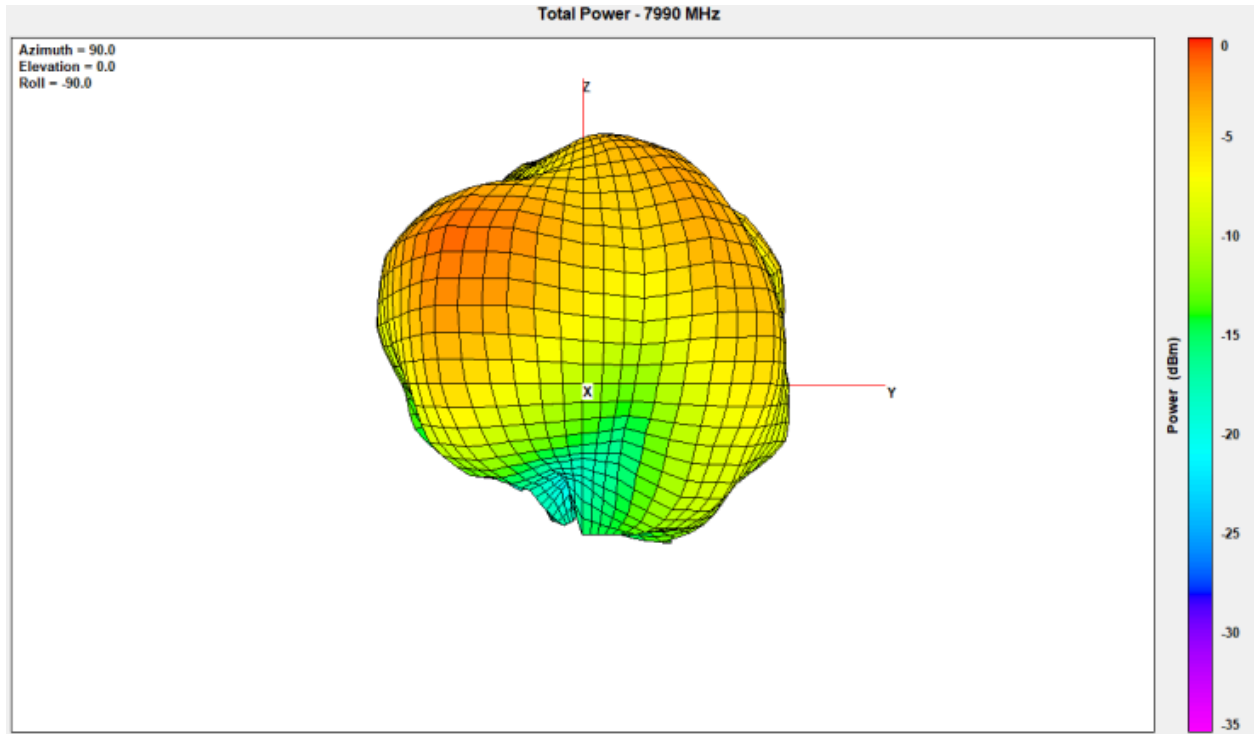 Total Power - 7990 MHz
Azimuth = 90.0
Elevation = 0.0
Roll = -90.0
Z
X
Y
0
-5
-10
-15
-20
-25
-30
-35
Power (dBm)